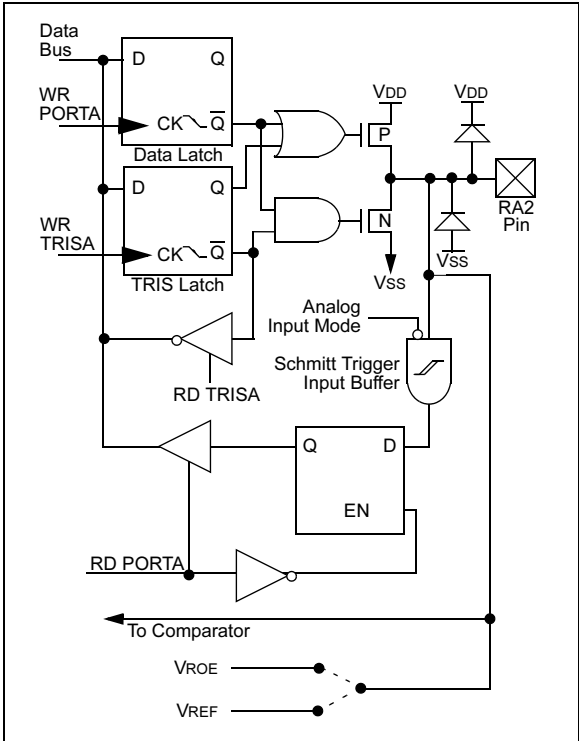 Data
Bus
D
Q
WR
PORTA
CK
Q
Data Latch
VDD
P
VDD
D
Q
WR
TRISA
CK
Q
TRIS Latch
N
VSS
VSS
RA2
Pin
Analog
Input Mode
Schmitt Trigger
Input Buffer
RD TRISA
Q
D
EN
RD PORTA
To Comparator
VROE
VREF